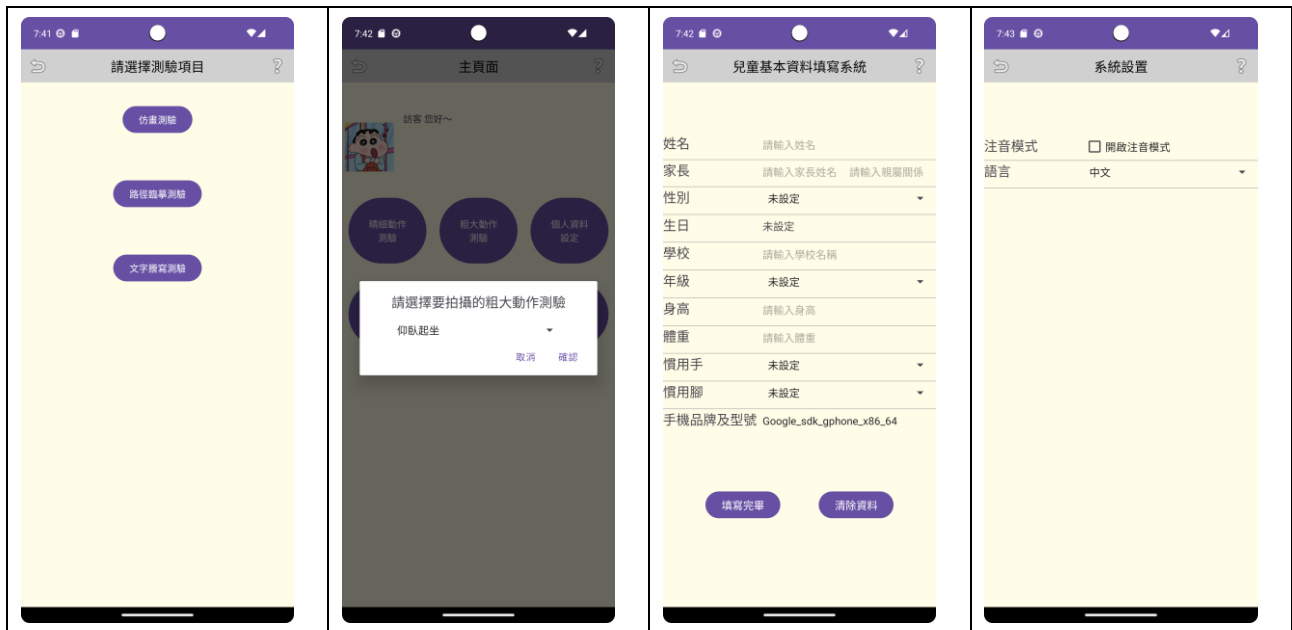 7:41
請選擇測驗項目
?
仿畫測驗
路徑臨摹測驗
文字撰寫測驗
7:42
主頁面
?
訪客 您好～
精細動作
測驗
粗大動作
測驗
個人資料
設定
請選擇要拍攝的粗大動作測驗
仰臥起坐
取消 確認
7:42
兒童基本資料填寫系統
?
姓名 請輸入姓名
家長 請輸入家長姓名 請輸入親屬關係
性別 未設定
生日 未設定
學校 請輸入學校名稱
年級 未設定
身高 請輸入身高
體重 請輸入體重
慣用手 未設定
慣用腳 未設定
手機品牌及型號 Google_sdk_gphone_x86_64
填寫完畢 清除資料
7:43
系統設置
?
注音模式 開啟注音模式
語言 中文